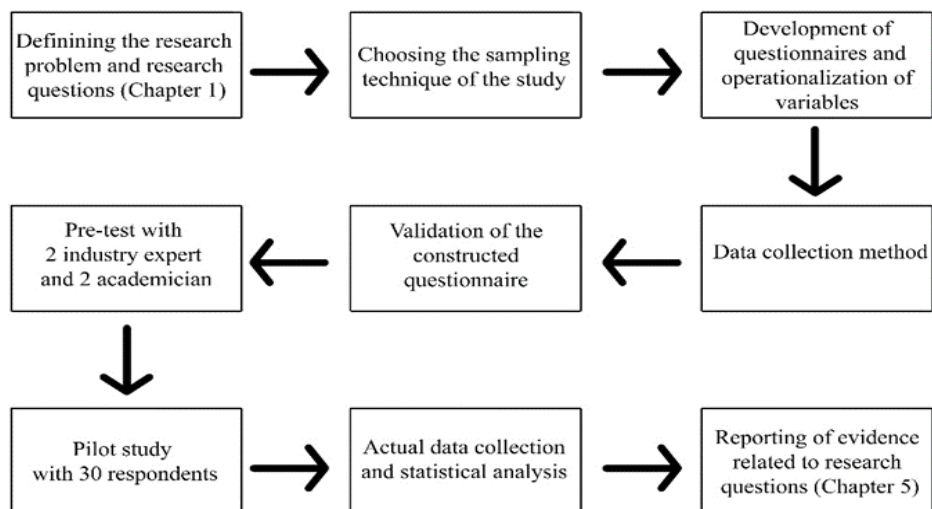 Definining the research
problem and research
questions (Chapter 1)
Choosing the sampling
technique of the study
Development of
questionnaires and
operationalization of
variables
Data collection method
Validation of the
constructed
questionnaire
Pre-test with
2 industry expert
and 2 academician
Pilot study
with 30 respondents
Actual data collection
and statistical analysis
Reporting of evidence
related to research
questions (Chapter 5)